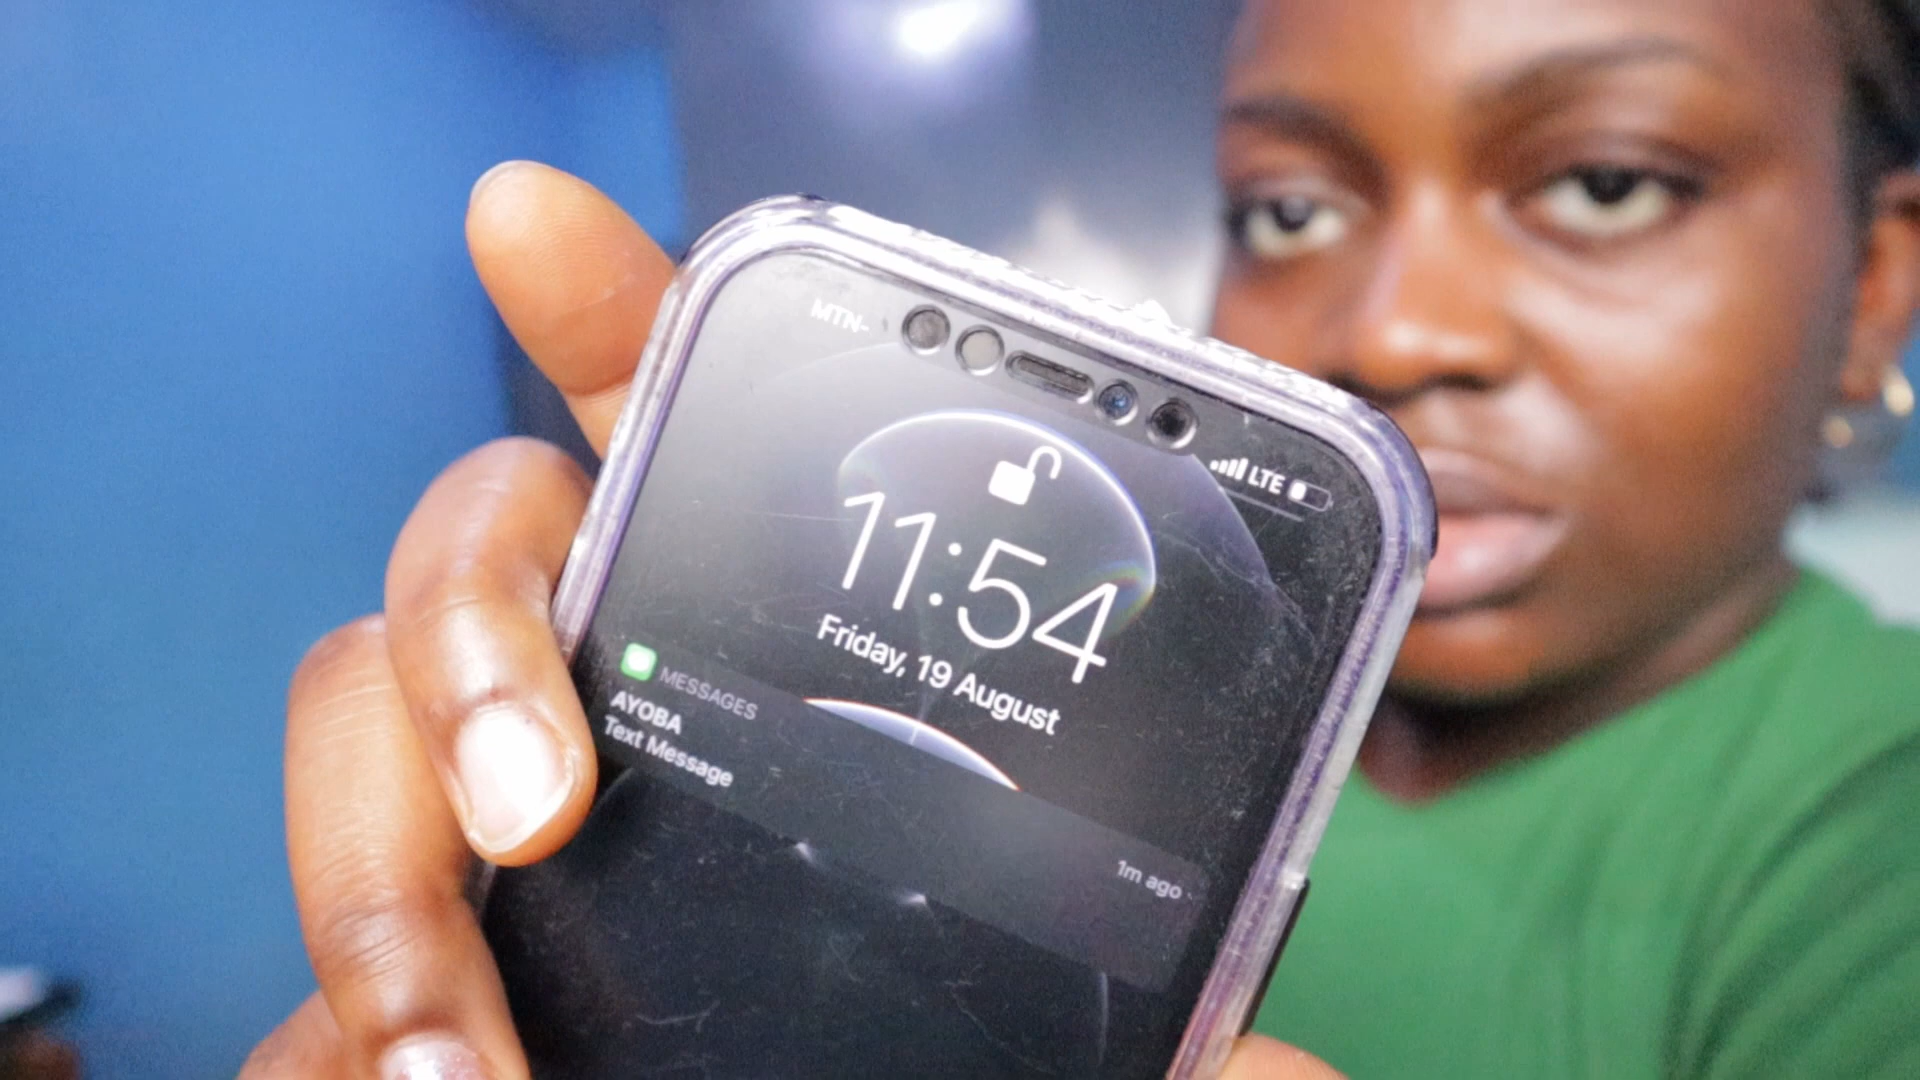 MTN-
LTE
11:54
Friday, 19 August
MESSAGES
AYOBA
Text Message
1m ago